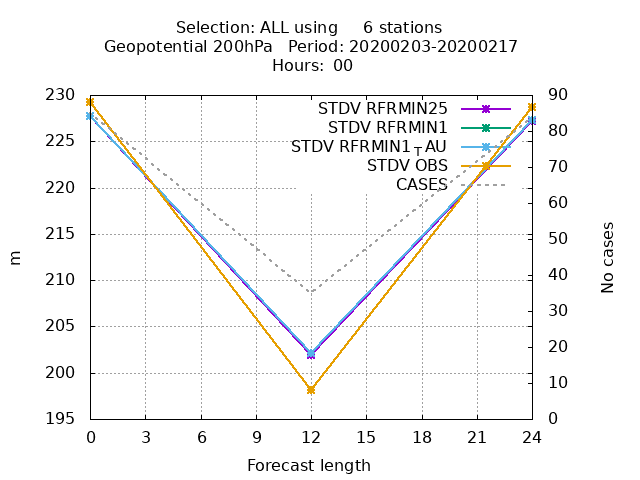 Selection: ALL using     6 stations
Geopotential 200hPa   Period: 20200203-20200217
Hours:  00
STDV RFRMIN25
STDV RFRMIN1
STDV RFRMIN1TAU
STDV OBS
CASES
230
225
220
215
210
205
200
195
90
80
70
60
50
40
30
20
10
0
m
No cases
0 3 6 9 12 15 18 21 24
Forecast length